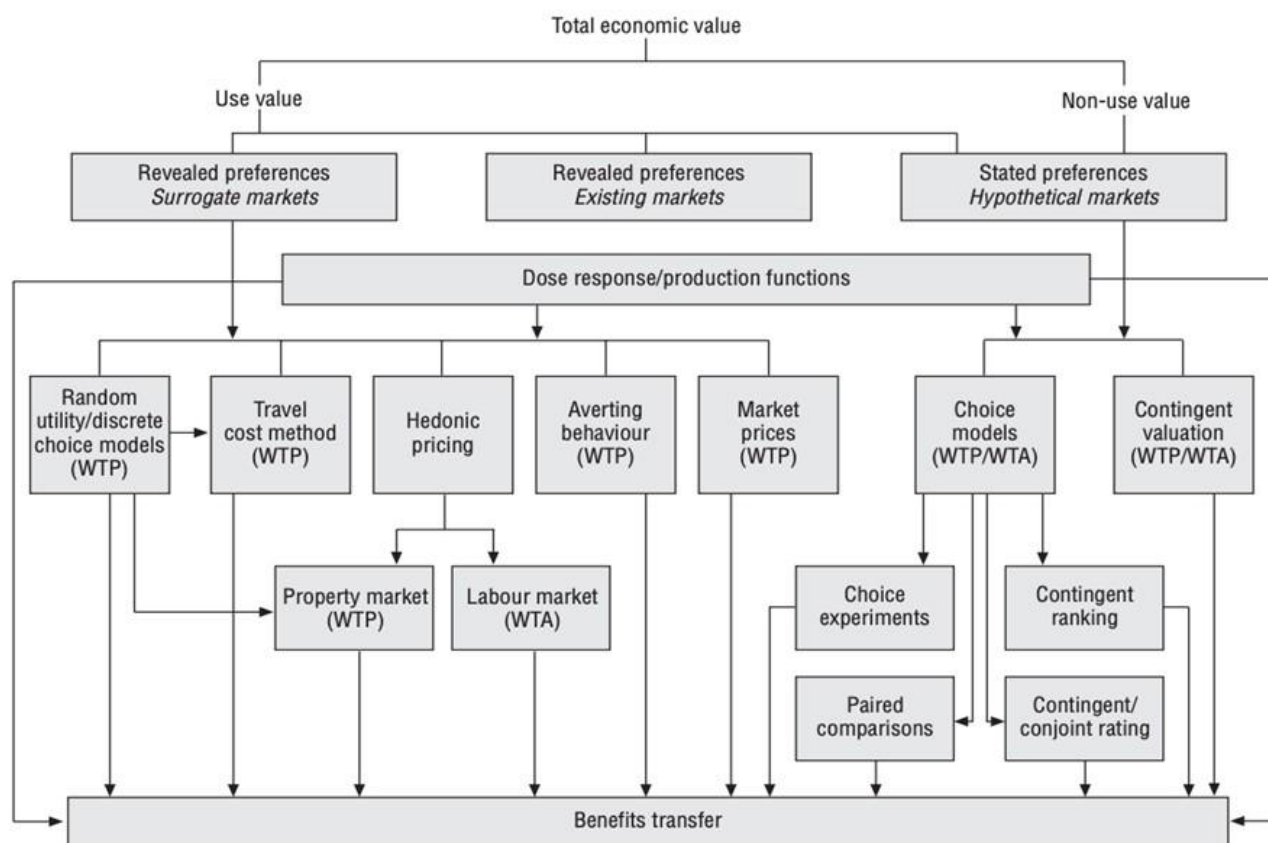 Total economic value
Use value
Non-use value
Revealed preferences
Surrogate markets
Revealed preferences
Existing markets
Stated preferences
Hypothetical markets
Dose response/production functions
Random
utility/discrete
choice models
(WTP)
Travel
cost method
(WTP)
Hedonic
pricing
Averting
behaviour
(WTP)
Market
prices
(WTP)
Choice
models
(WTP/WTA)
Contingent
valuation
(WTP/WTA)
Property market
(WTP)
Labour market
(WTA)
Choice
experiments
Contingent
ranking
Paired
comparisons
Contingent/
conjoint rating
Benefits transfer